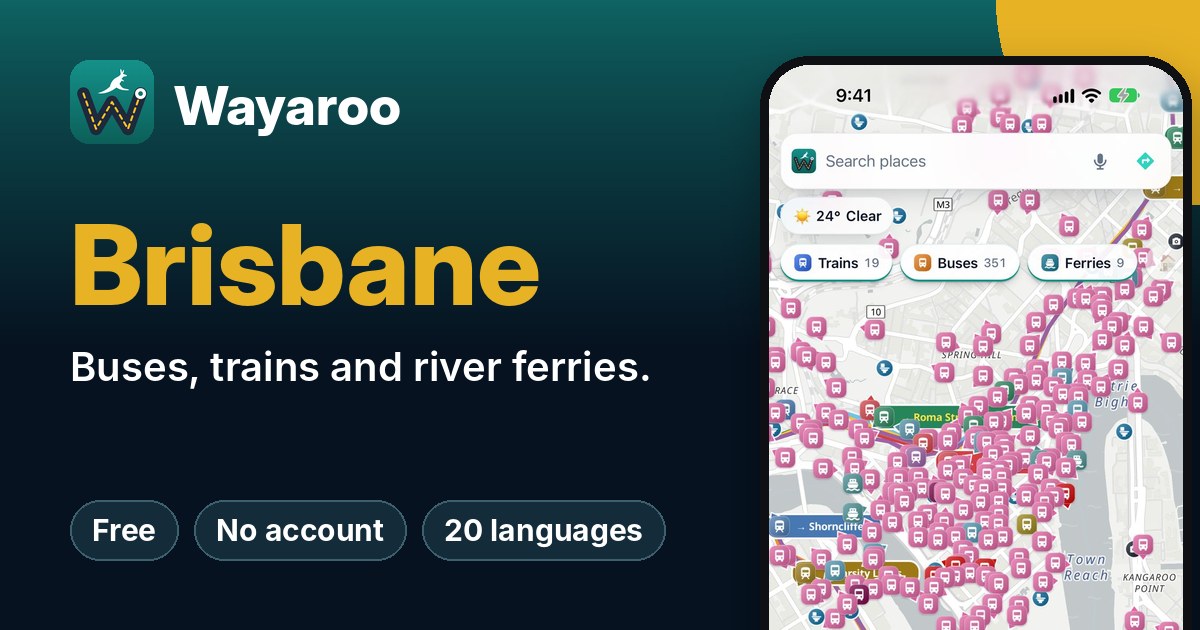 Wayaroo
Brisbane
Buses, trains and river ferries.
Free
No account
20 languages
9:41
Search places
24° Clear
M3
Trains 19
Buses 351
Ferries 9
10
SPRING HILL
RACE
Roma
→ Shorncliffe
Town
Reach
KANGAROO
POINT